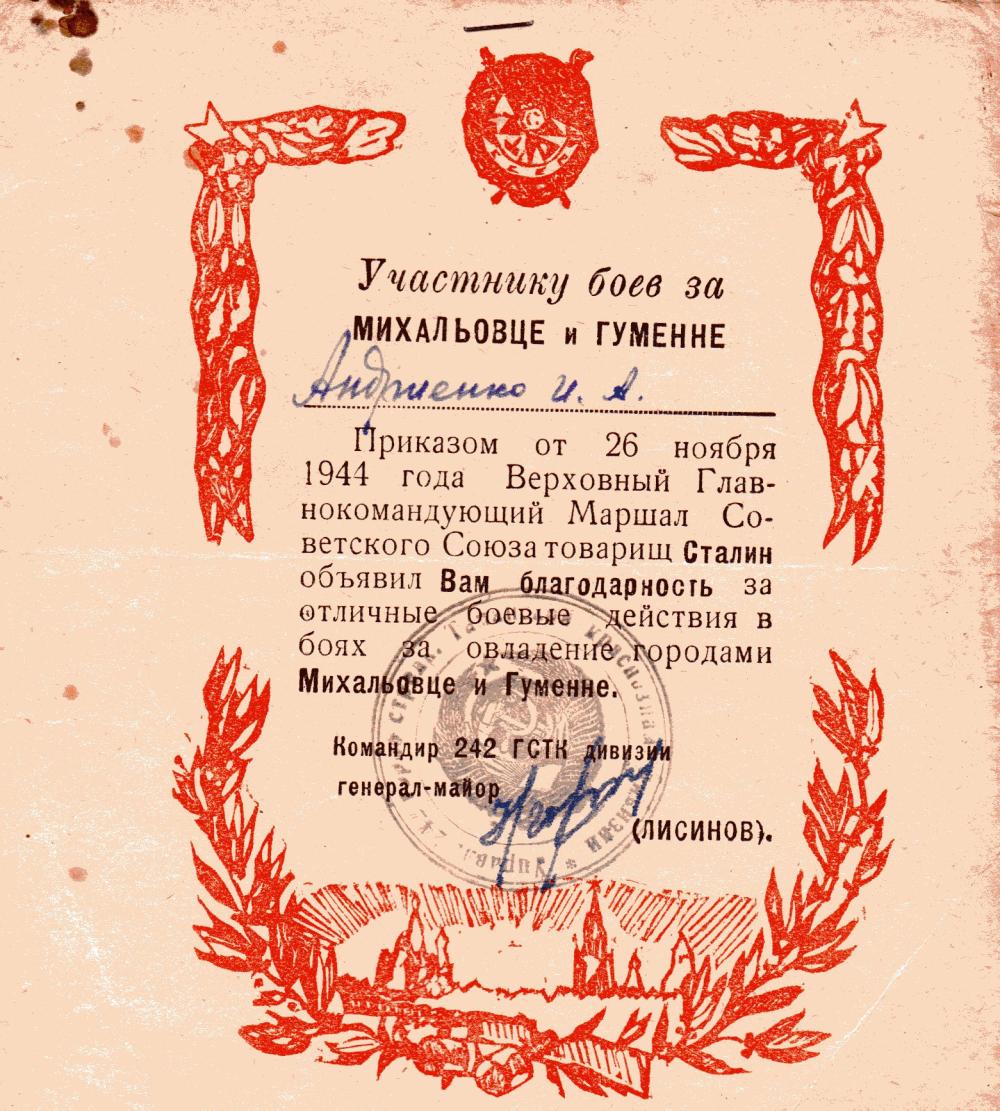 Участнику боев за
МИХАЛЬОВЦЕ и ГУМЕННЕ
Андриенко И. А.
Приказом от 26 ноября
1944 года Верховный Глав-
нокомандующий Маршал Со-
ветского Союза товарищ Сталин
объявил Вам благодарность за
отличные боевые действия в
боях за овладение городами
Михальовце и Гуменне.
Командир 242 ГСТК дивизии
генерал-майор
(ЛИСИНОВ).